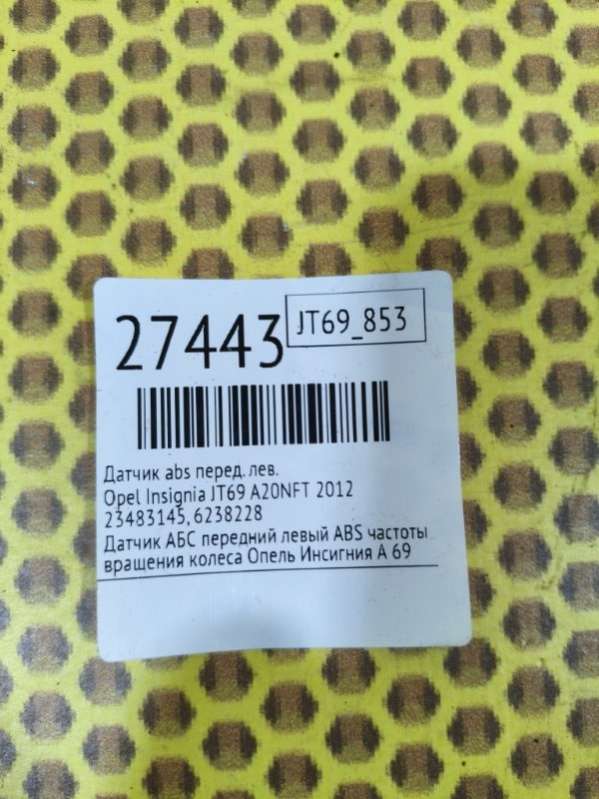 27443
JT69_853
Датчик abs перед. лев.
Opel Insignia JT69 A20NFT 2012
23483145, 6238228
Датчик АБС передний левый ABS частоты
вращения колеса Опель Инсигния А 69